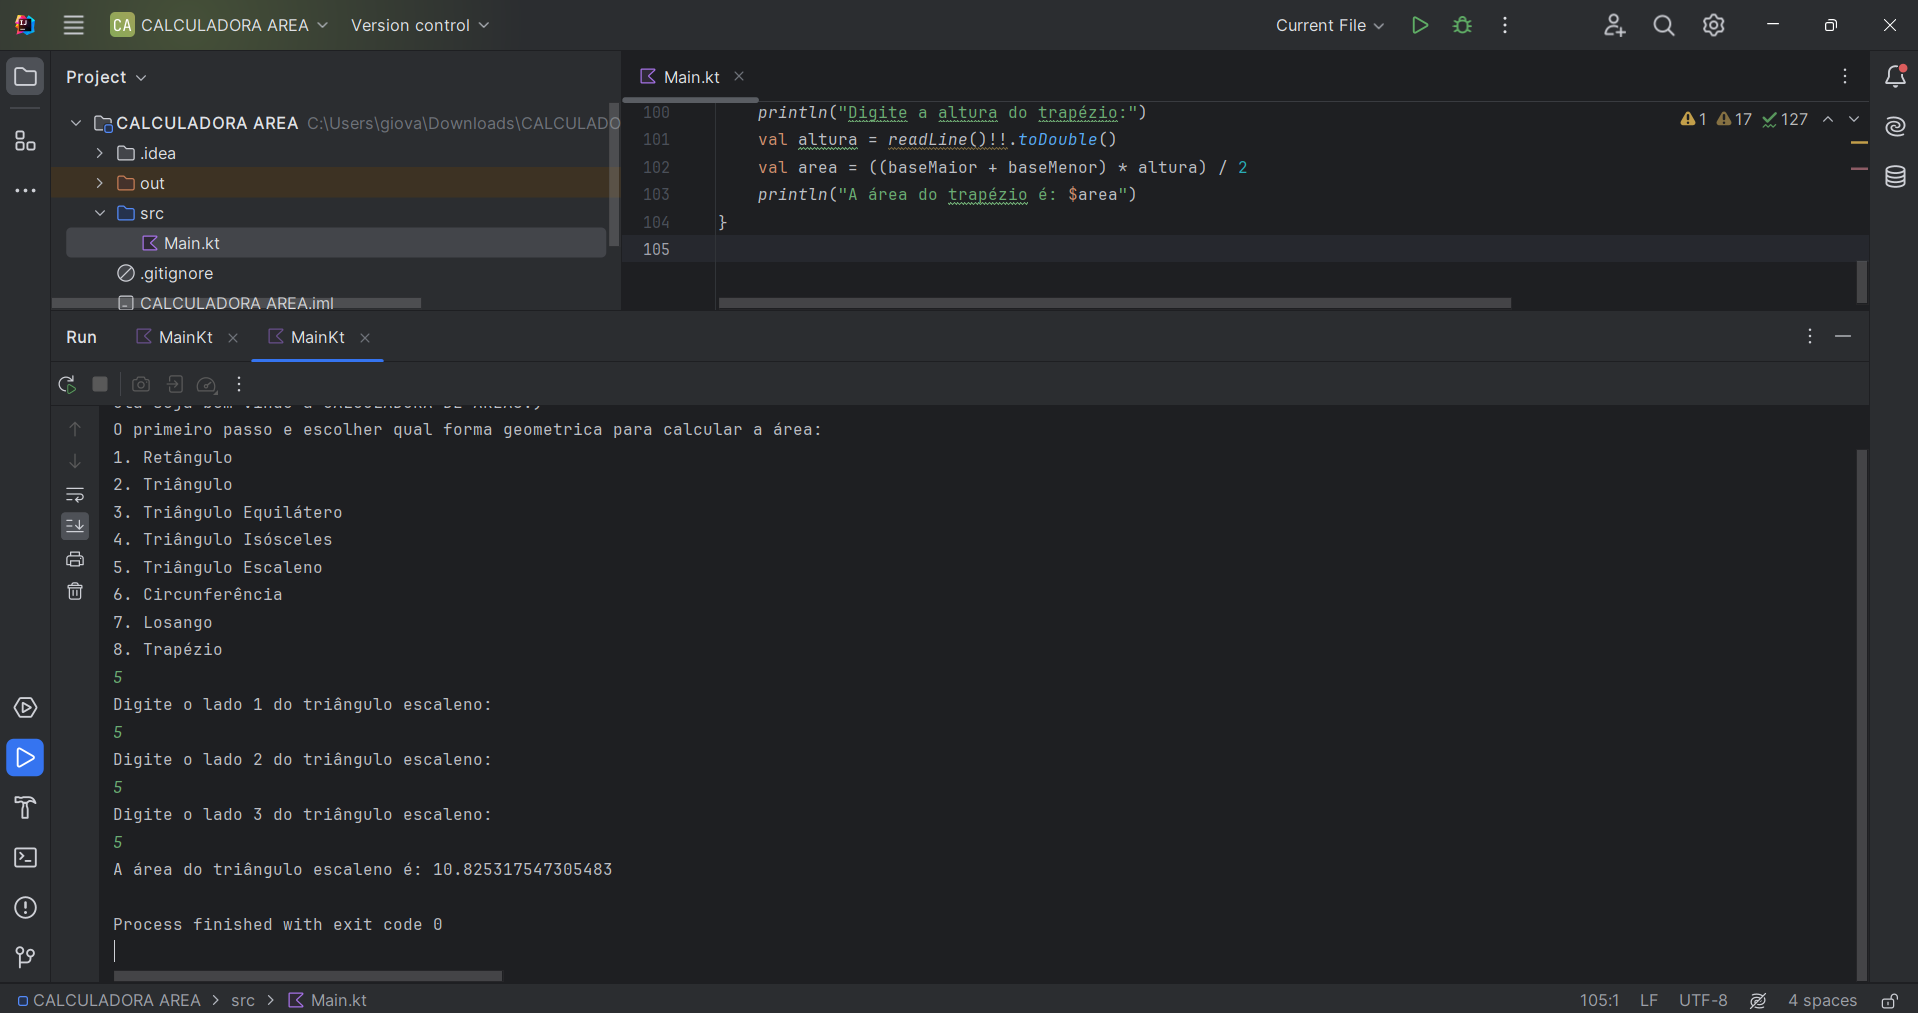 CA CALCULADORA AREA Version control Current File
Project
Main.kt
CALCULADORA AREA C:\Users\giova\Downloads\CALCULADO
.idea
out
src
Main.kt
.gitignore
CALCULADORA AREA.iml
1 17 127
100 println("Digite a altura do trapézio:")
101 val altura = readLine()!!.toDouble()
102 val area = ((baseMaior + baseMenor) * altura) / 2
103 println("A área do trapézio é: $area")
104 }
105
Run MainKt MainKt
O primeiro passo e escolher qual forma geometrica para calcular a área:
1. Retângulo
2. Triângulo
3. Triângulo Equilátero
4. Triângulo Isósceles
5. Triângulo Escaleno
6. Circunferência
7. Losango
8. Trapézio
5
Digite o lado 1 do triângulo escaleno:
5
Digite o lado 2 do triângulo escaleno:
5
Digite o lado 3 do triângulo escaleno:
5
A área do triângulo escaleno é: 10.825317547305483
Process finished with exit code 0
CALCULADORA AREA > src > Main.kt 105:1 LF UTF-8 4 spaces